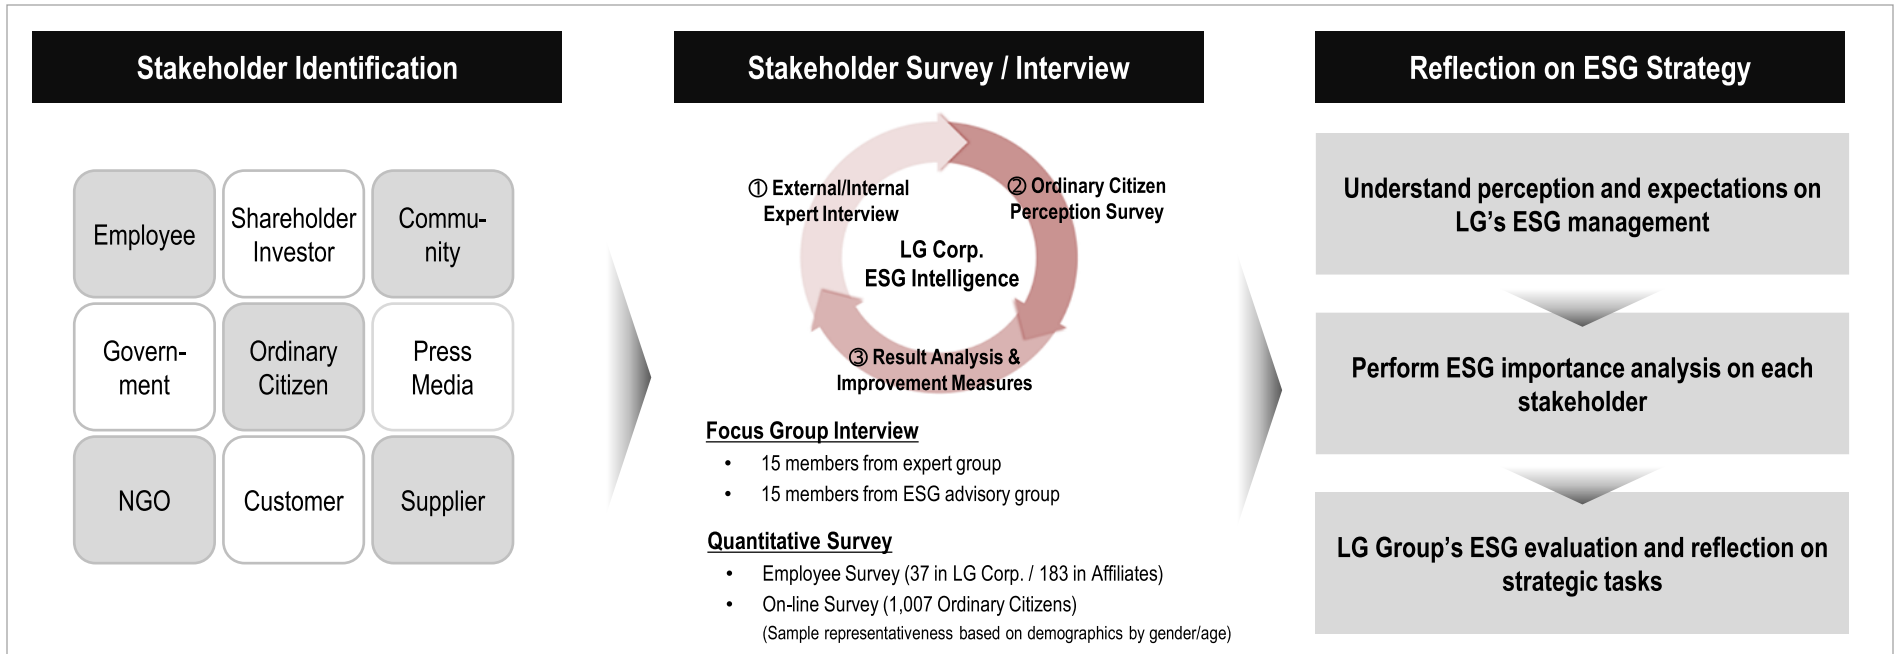 Stakeholder Identification
Employee
Shareholder
Investor
Commu-
nity
Govern-
ment
Ordinary
Citizen
Press
Media
NGO
Customer
Supplier
Stakeholder Survey / Interview
① External/Internal
Expert Interview
② Ordinary Citizen
Perception Survey
LG Corp.
ESG Intelligence
③ Result Analysis &
Improvement Measures
Focus Group Interview
• 15 members from expert group
• 15 members from ESG advisory group
Quantitative Survey
• Employee Survey (37 in LG Corp. / 183 in Affiliates)
• On-line Survey (1,007 Ordinary Citizens)
(Sample representativeness based on demographics by gender/age)
Reflection on ESG Strategy
Understand perception and expectations on
LG’s ESG management
Perform ESG importance analysis on each
stakeholder
LG Group’s ESG evaluation and reflection on
strategic tasks